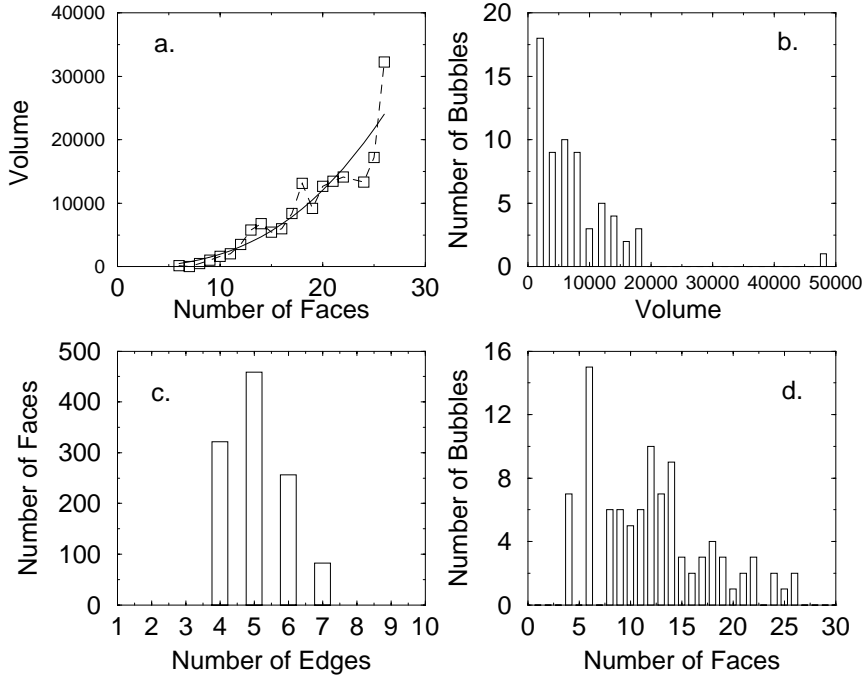 40000
30000
20000
10000
0
Volume
a.
0 10 20 30
Number of Faces
20
15
10
5
0
Number of Bubbles
b.
0 10000 20000 30000 40000 50000
Volume
500
400
300
200
100
0
Number of Faces
c.
1 2 3 4 5 6 7 8 9 10
Number of Edges
16
12
8
4
0
Number of Bubbles
d.
0 5 10 15 20 25 30
Number of Faces